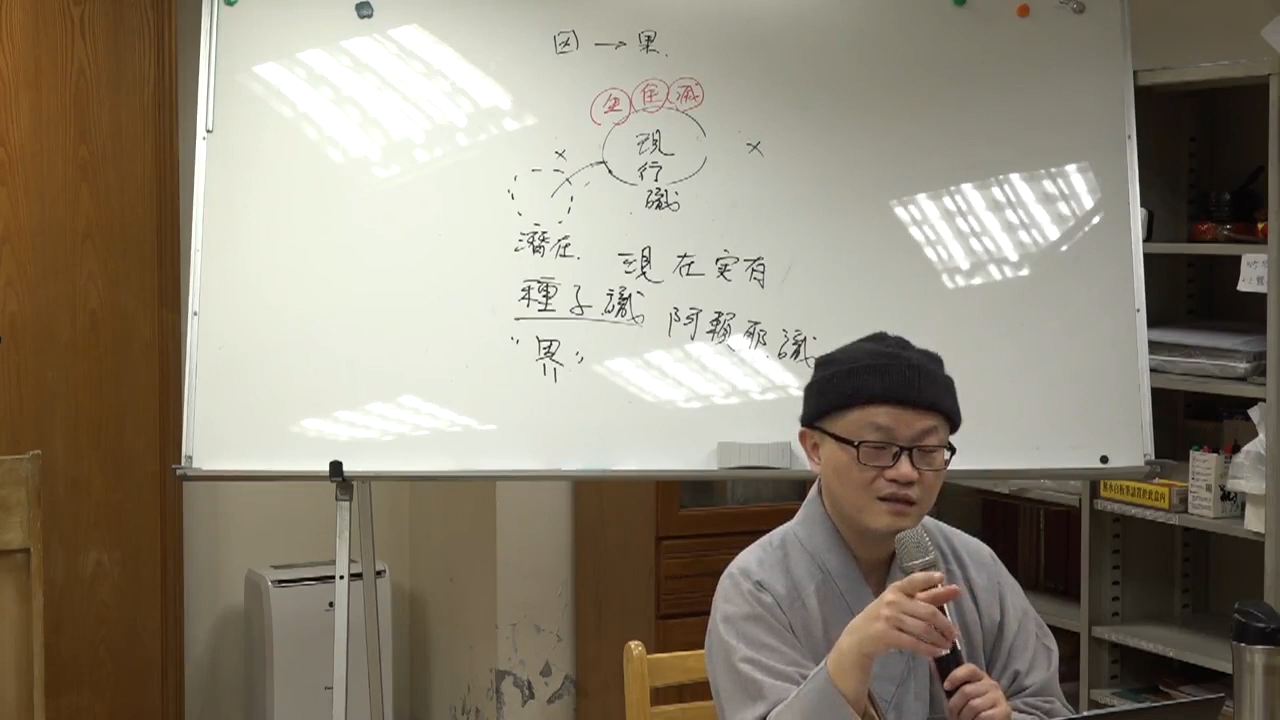 因 → 果.
生 住 滅
x 現 x
行
識
潛在. 現在实有
種子識 阿賴耶識
"界"